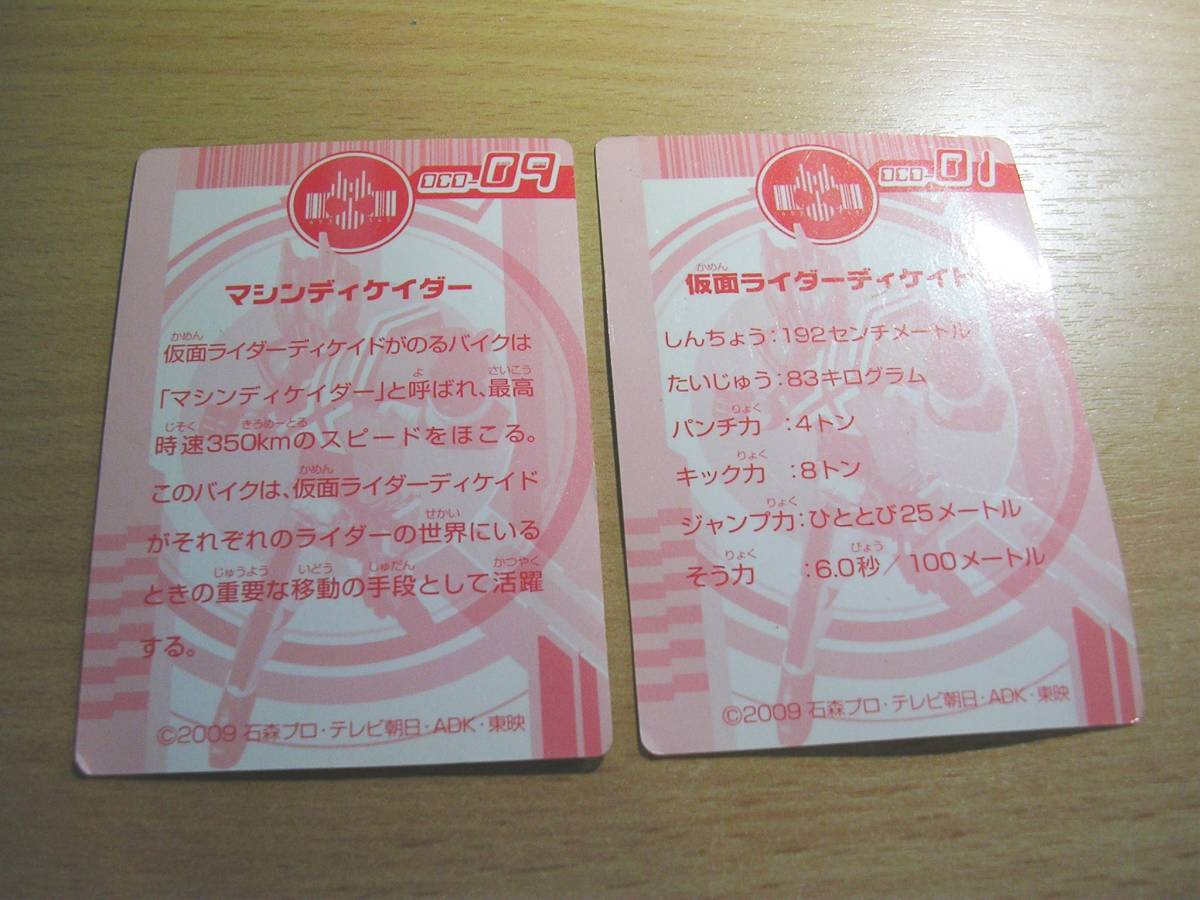 DCD-09
マシンディケイダー
仮面ライダーディケイドがのるバイクは
「マシンディケイダー」と呼ばれ、最高
時速350kmのスピードをほこる。
このバイクは、仮面ライダーディケイド
がそれぞれのライダーの世界にいる
ときの重要な移動の手段として活躍
する。
©2009 石森プロ・テレビ朝日・ADK・東映
DCD-01
仮面ライダーディケイド
しんちょう:192センチメートル
たいじゅう:83キログラム
パンチ力:4トン
キック力:8トン
ジャンプ力:ひととび25メートル
そう力:6.0秒/100メートル
©2009 石森プロ・テレビ朝日・ADK・東映